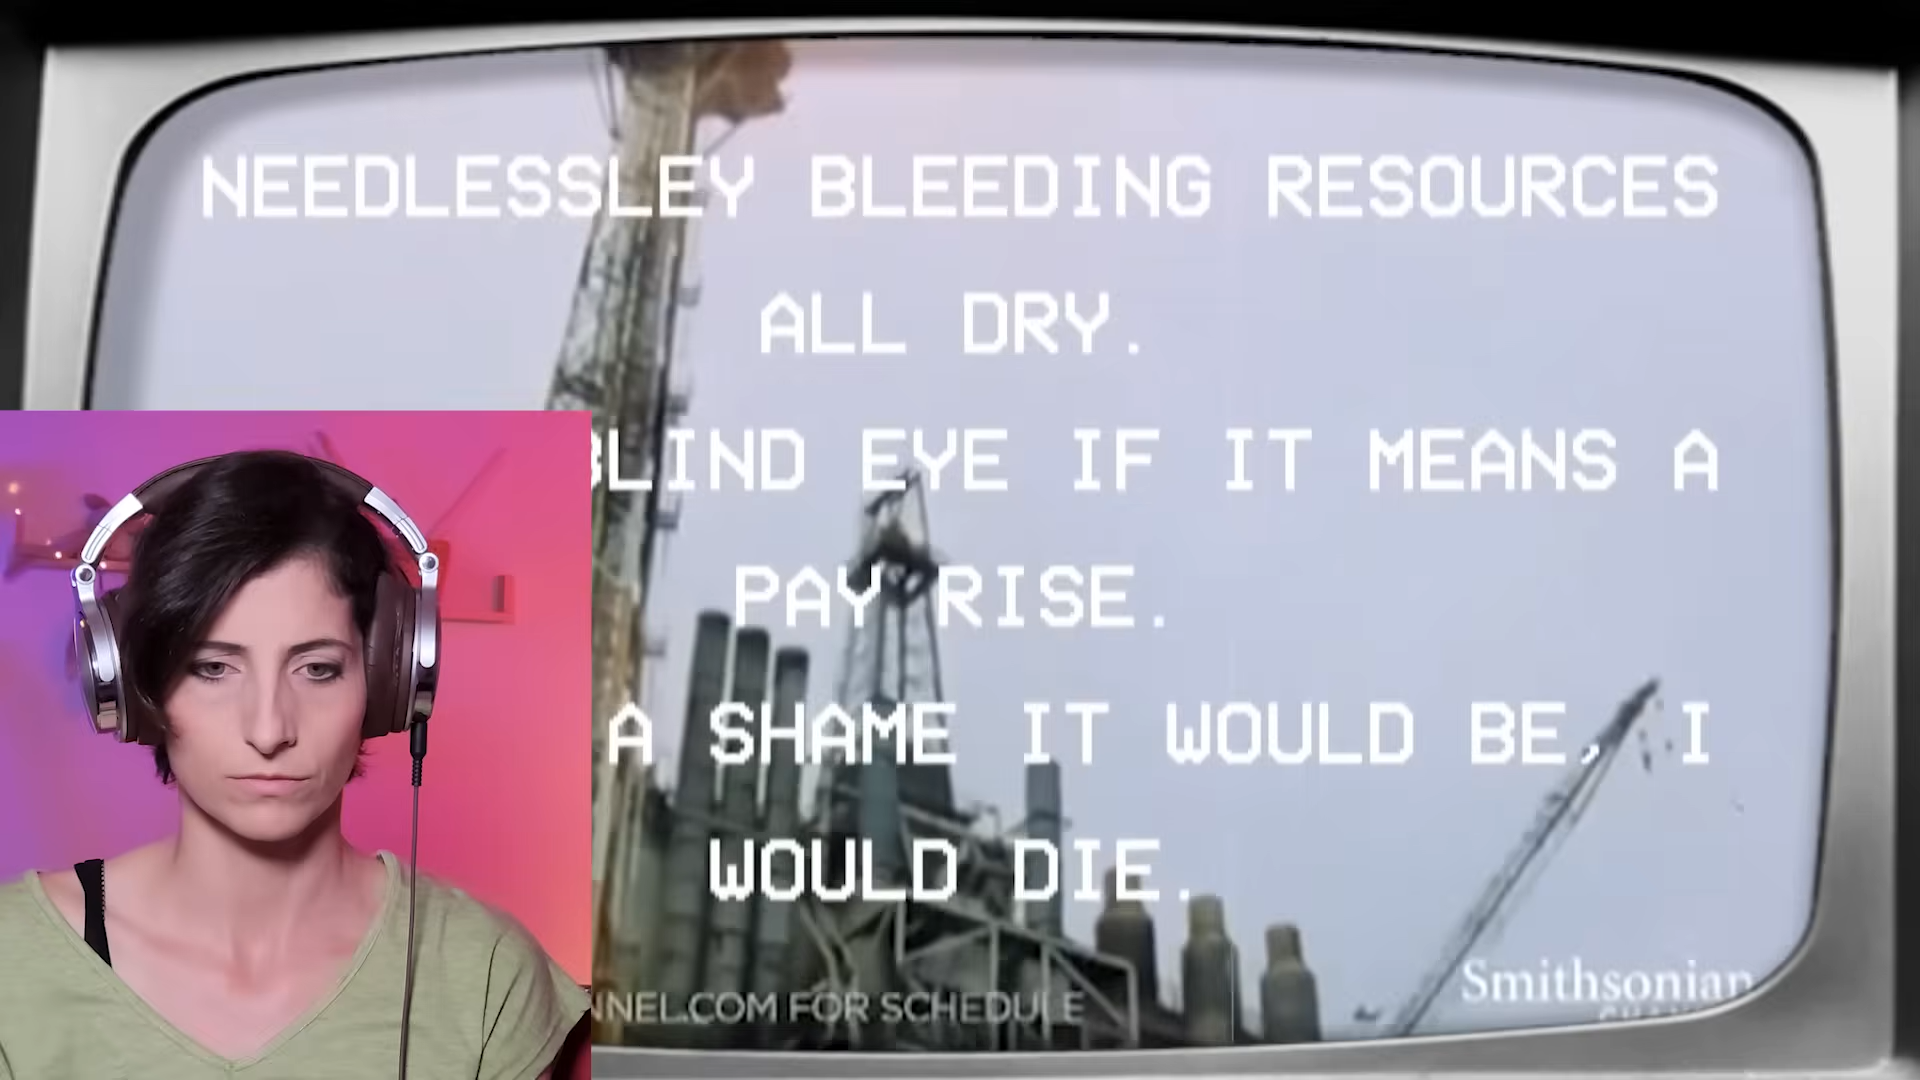 NEEDLESSLEY BLEEDING RESOURCES
ALL DRY.
BLIND EYE IF IT MEANS A
PAY RISE.
A SHAME IT WOULD BE, I
WOULD DIE.
Smithsonian
NNEL.COM FOR SCHEDULE